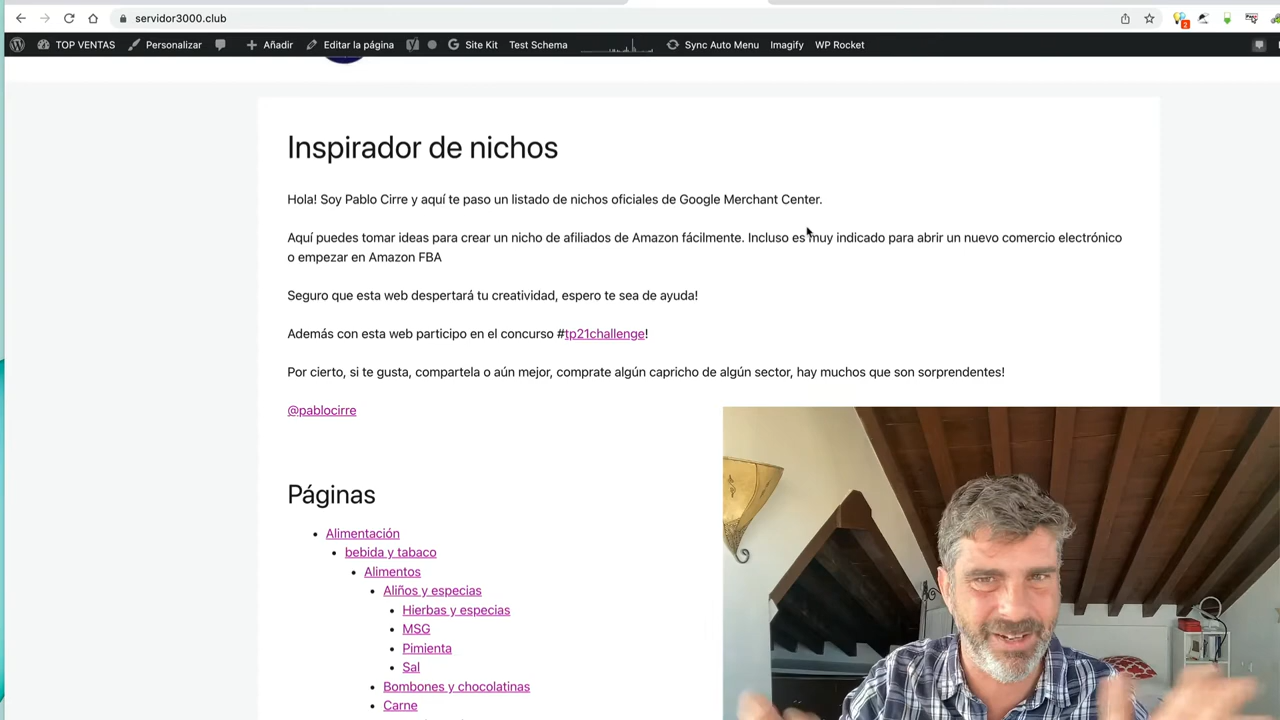 servidor3000.club
TOP VENTAS Personalizar Añadir Editar la página Site Kit Test Schema Sync Auto Menu Imagify WP Rocket
Inspirador de nichos
Hola! Soy Pablo Cirre y aquí te paso un listado de nichos oficiales de Google Merchant Center.
Aquí puedes tomar ideas para crear un nicho de afiliados de Amazon fácilmente. Incluso es muy indicado para abrir un nuevo comercio electrónico
o empezar en Amazon FBA
Seguro que esta web despertará tu creatividad, espero te sea de ayuda!
Además con esta web participo en el concurso #tp21challenge!
Por cierto, si te gusta, compartela o aún mejor, comprate algún capricho de algún sector, hay muchos que son sorprendentes!
@pablocirre
Páginas
Alimentación
bebida y tabaco
Alimentos
Aliños y especias
Hierbas y especias
MSG
Pimienta
Sal
Bombones y chocolatinas
Carne